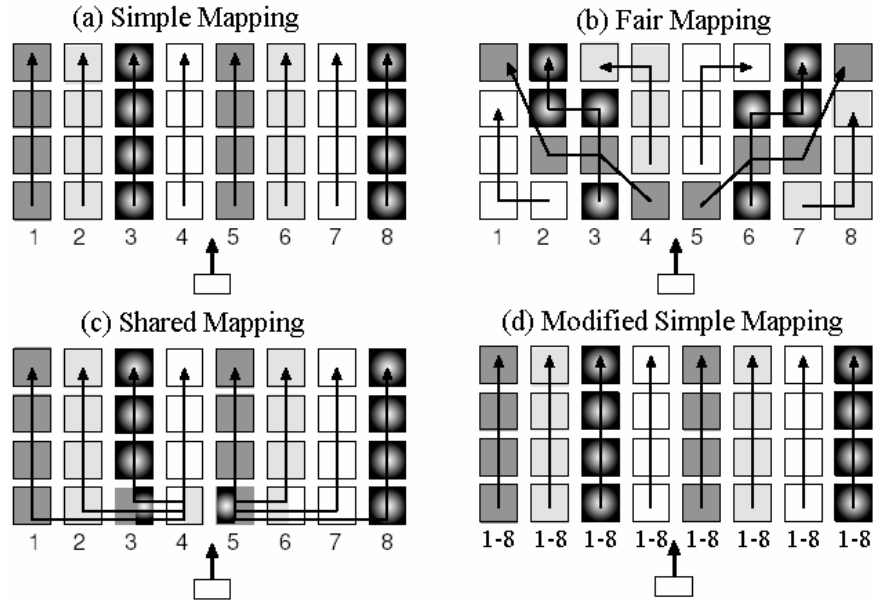 (a) Simple Mapping
1 2 3 4 5 6 7 8
(b) Fair Mapping
1 2 3 4 5 6 7 8
(c) Shared Mapping
1 2 3 4 5 6 7 8
(d) Modified Simple Mapping
1-8 1-8 1-8 1-8 1-8 1-8 1-8 1-8